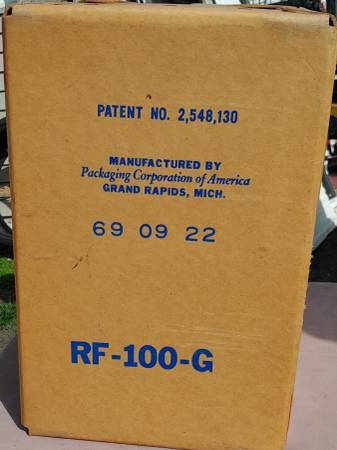 PATENT NO. 2,548,130
MANUFACTURED BY
Packaging Corporation of America
GRAND RAPIDS, MICH.
69 09 22
RF-100-G